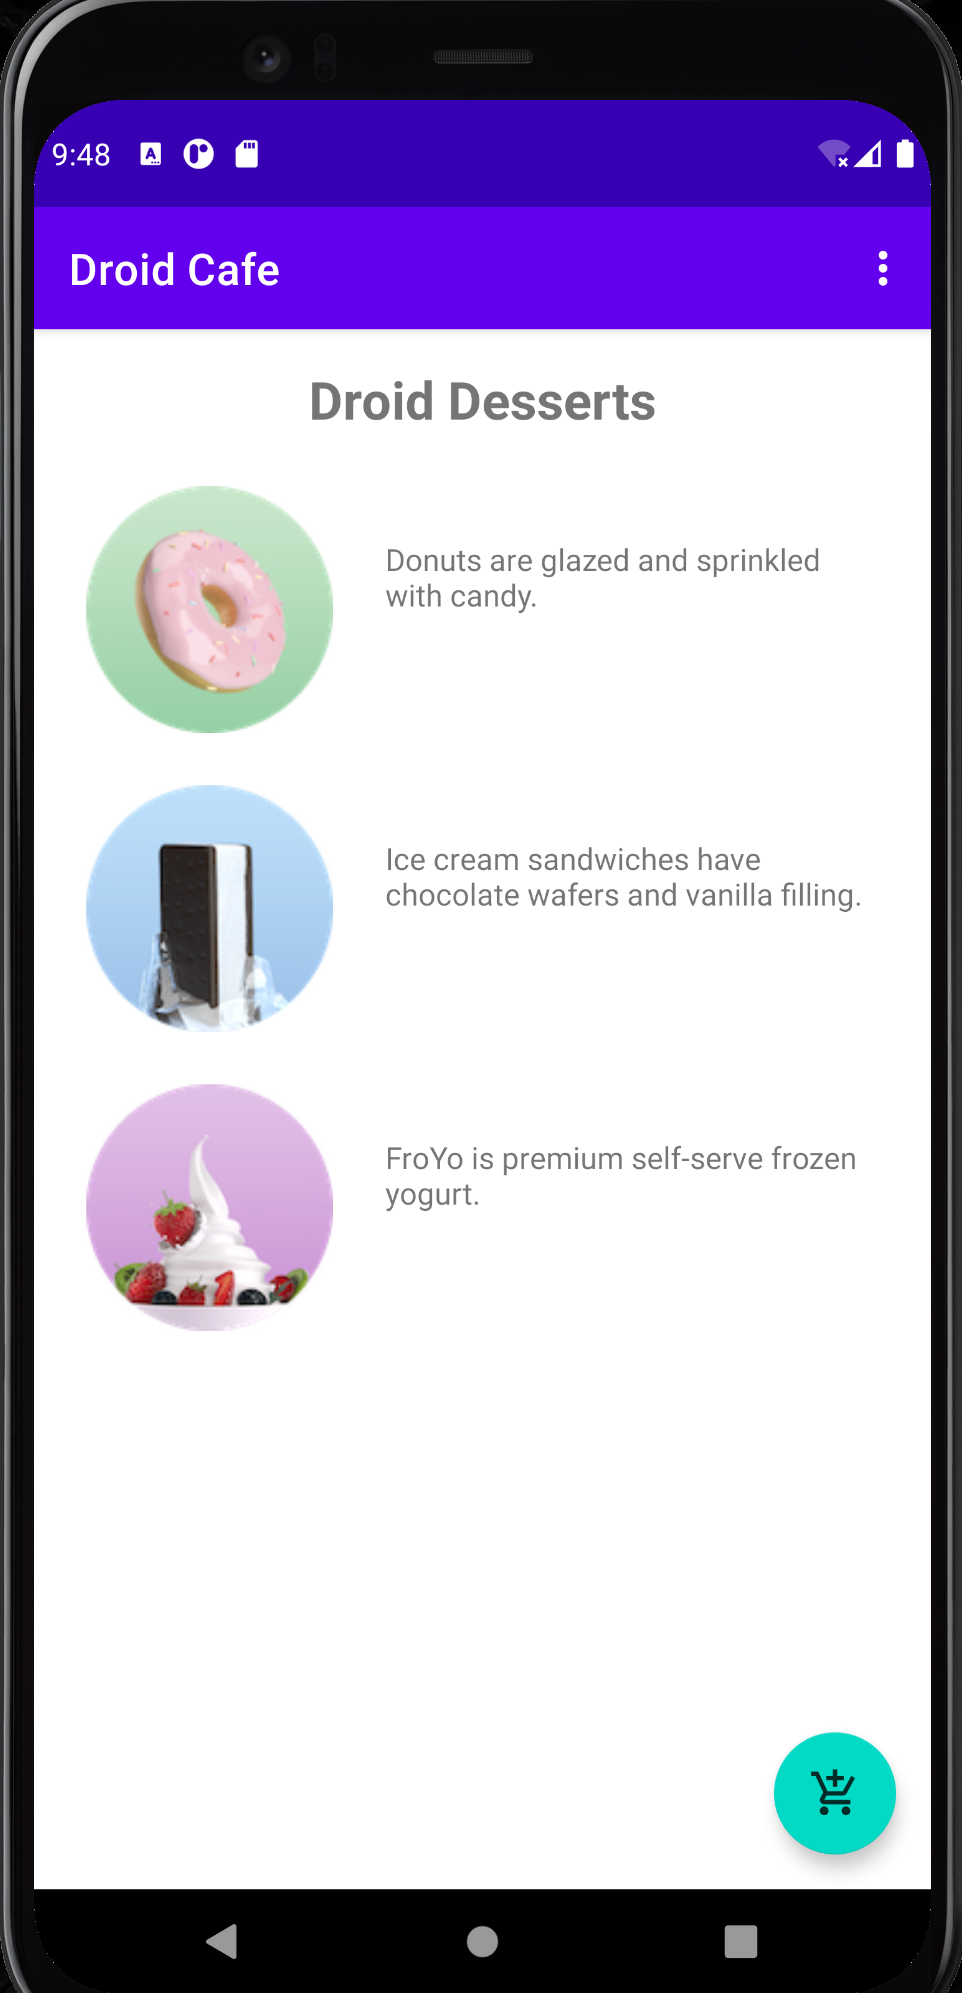 9:48
Droid Cafe
Droid Desserts
Donuts are glazed and sprinkled
with candy.
Ice cream sandwiches have
chocolate wafers and vanilla filling.
FroYo is premium self-serve frozen
yogurt.